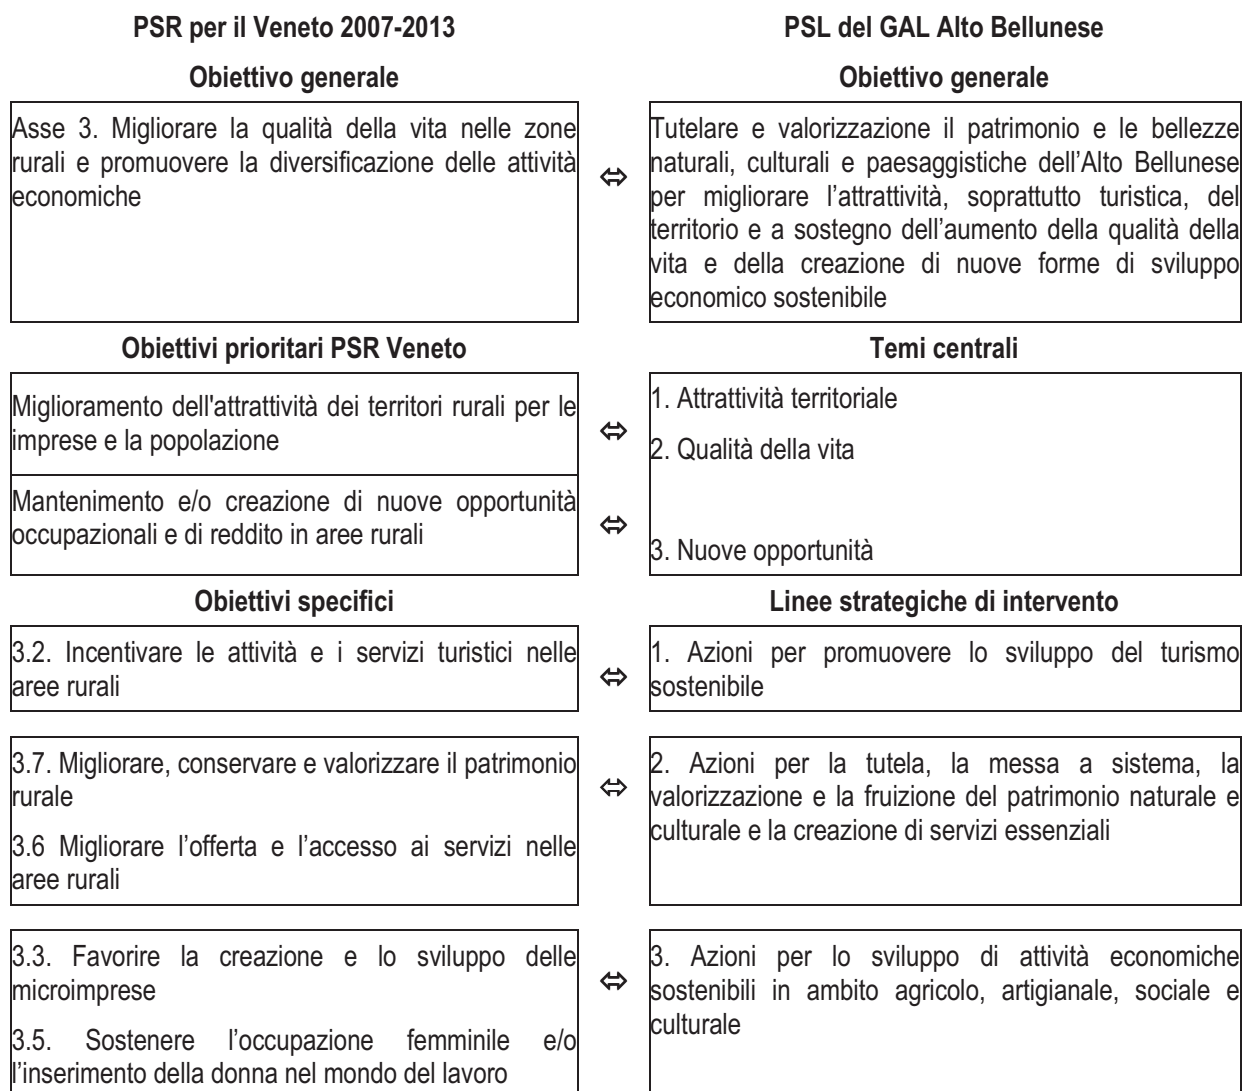 PSR per il Veneto 2007-2013
PSL del GAL Alto Bellunese
Obiettivo generale
Obiettivo generale
Asse 3. Migliorare la qualità della vita nelle zone
rurali e promuovere la diversificazione delle attività
economiche
⇔
Tutelare e valorizzazione il patrimonio e le bellezze
naturali, culturali e paesaggistiche dell'Alto Bellunese
per migliorare l'attrattività, soprattutto turistica, del
territorio e a sostegno dell'aumento della qualità della
vita e della creazione di nuove forme di sviluppo
economico sostenibile
Obiettivi prioritari PSR Veneto
Temi centrali
Miglioramento dell'attrattività dei territori rurali per le
imprese e la popolazione
⇔
1. Attrattività territoriale
2. Qualità della vita
Mantenimento e/o creazione di nuove opportunità
occupazionali e di reddito in aree rurali
⇔
3. Nuove opportunità
Obiettivi specifici
Linee strategiche di intervento
3.2. Incentivare le attività e i servizi turistici nelle
aree rurali
⇔
1. Azioni per promuovere lo sviluppo del turismo
sostenibile
3.7. Migliorare, conservare e valorizzare il patrimonio
rurale
3.6 Migliorare l'offerta e l'accesso ai servizi nelle
aree rurali
⇔
2. Azioni per la tutela, la messa a sistema, la
valorizzazione e la fruizione del patrimonio naturale e
culturale e la creazione di servizi essenziali
3.3. Favorire la creazione e lo sviluppo delle
microimprese
3.5. Sostenere l'occupazione femminile e/o
l'inserimento della donna nel mondo del lavoro
⇔
3. Azioni per lo sviluppo di attività economiche
sostenibili in ambito agricolo, artigianale, sociale e
culturale